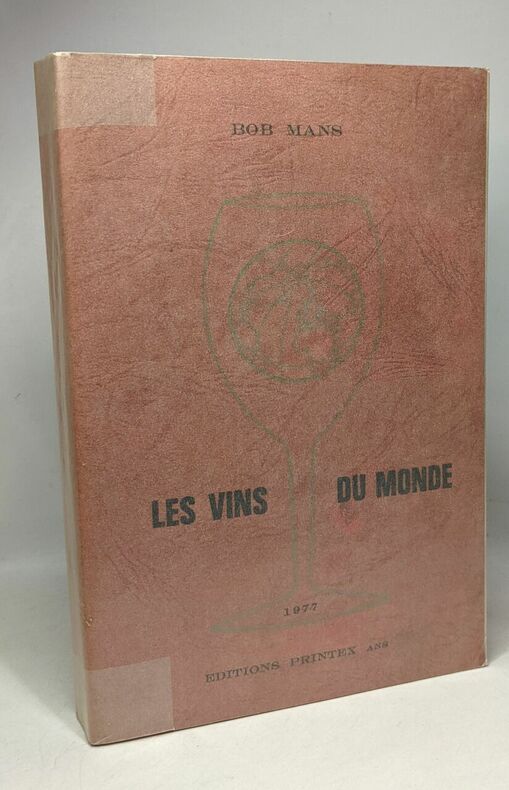 BOB MANS
LES VINS DU MONDE
1977
EDITIONS PRINTEX ANS